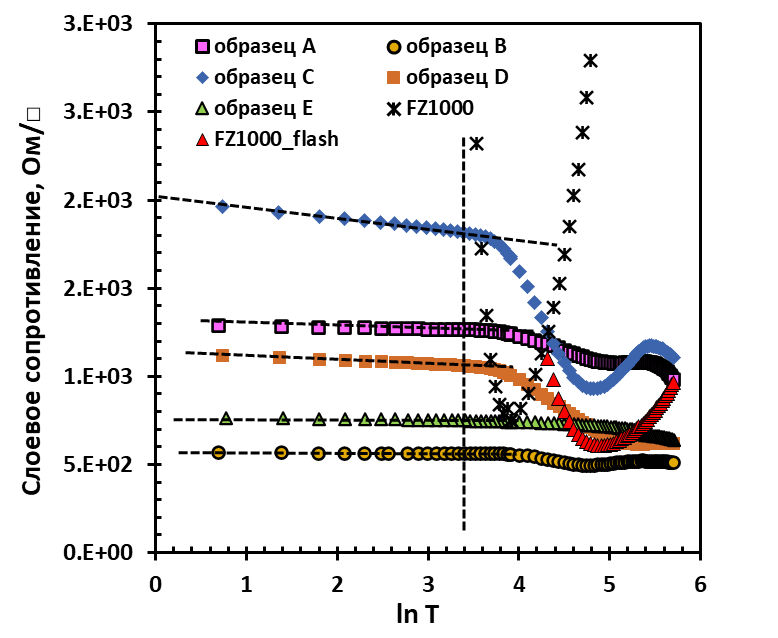 3.E+03
3.E+03
2.E+03
2.E+03
1.E+03
5.E+02
0.E+00
Слоевое сопротивление, Ом/□
образец A
образец B
образец C
образец D
образец E
FZ1000
FZ1000_flash
0 1 2 3 4 5 6
ln T